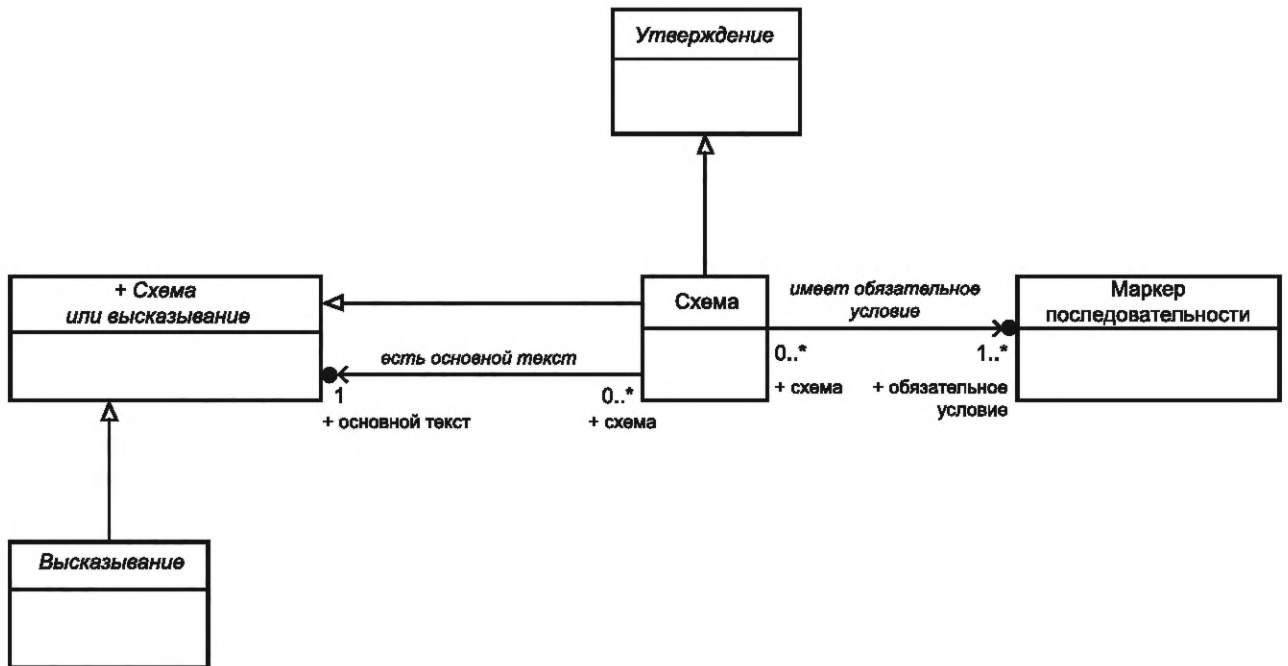 Утверждение
+ Схема
или высказывание
Схема
имеет обязательное
условие
Маркер
последовательности
есть основной текст
0..*
1..*
+ схема
+ обязательное
условие
1
0..*
+ основной текст
+ схема
Высказывание